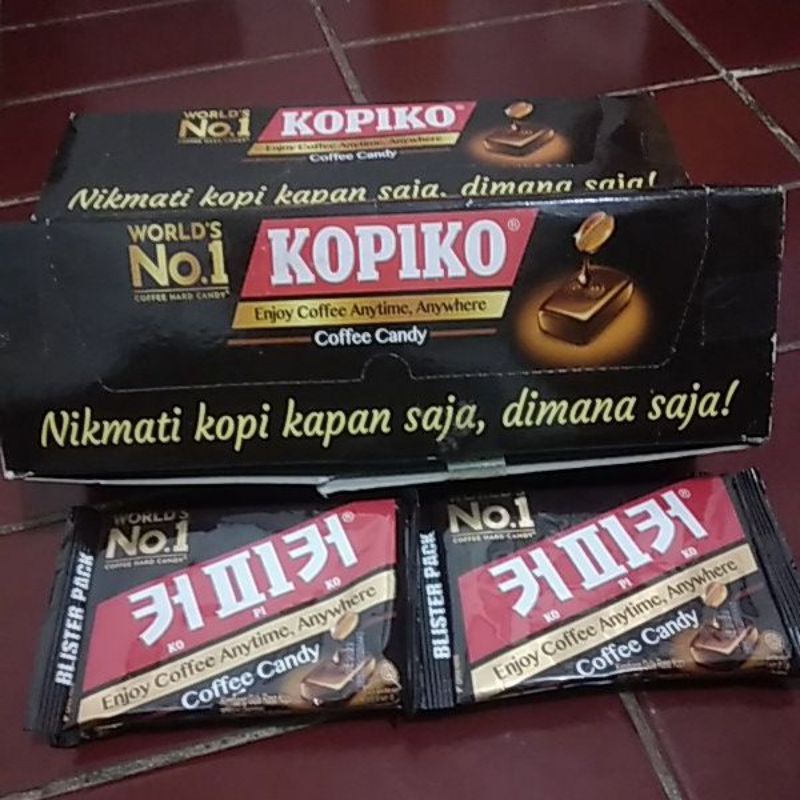 WORLD'S
No.1
COFFEE HARD CANDY
KOPIKO®
Enjoy Coffee Anytime, Anywhere
Coffee Candy
Nikmati kopi kapan saja, dimana saja!
WORLD'S
No.1
COFFEE HARD CANDY
KOPIKO®
Enjoy Coffee Anytime, Anywhere
Coffee Candy
Nikmati kopi kapan saja, dimana saja!
BLISTER PACK
WORLD'S
No.1
COFFEE HARD CANDY
커피커®
KO PI KO
Enjoy Coffee Anytime, Anywhere
Coffee Candy
BLISTER PACK
No.1
COFFEE HARD CANDY
커피커®
KO PI KO
Enjoy Coffee Anytime, Anywhere
Coffee Candy